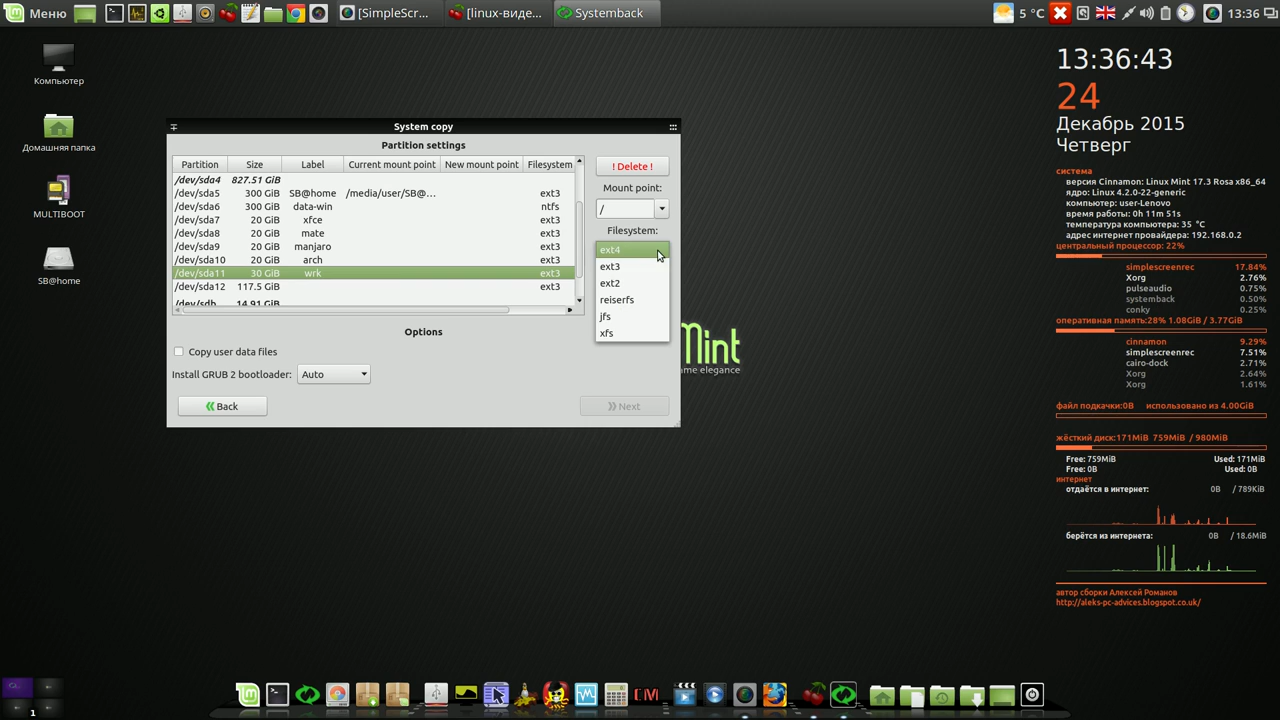 Меню
[SimpleScr...
[linux-виде...
Systemback
5 °C
13:36
Компьютер
Домашняя папка
MULTIBOOT
SB@home
System copy
Partition settings
Partition Size Label Current mount point New mount point Filesystem
/dev/sda4 827.51 GiB
/dev/sda5 300 GiB SB@home /media/user/SB@... ext3
/dev/sda6 200 GiB data-win ntfs
/dev/sda7 20 GiB xfce ext3
/dev/sda8 20 GiB mate ext3
/dev/sda9 20 GiB manjaro ext3
/dev/sda10 20 GiB arch ext3
/dev/sda11 30 GiB wrk ext3
/dev/sda12 117.5 GiB ext3
/dev/sdb 14.91 GiB
! Delete !
Mount point:
/
Filesystem:
ext4
ext3
ext2
reiserfs
jfs
xfs
Options
Copy user data files
Install GRUB 2 bootloader: Auto
Back
Next
Mint
ame elegance
13:36:43
24
Декабрь 2015
Четверг
система
версия Cinnamon: Linux Mint 17.3 Rosa x86_64
ядро: Linux 4.2.0-22-generic
компьютер: user-Lenovo
время работы: 0h 11m 51s
температура компьютера: 35 °C
адрес интернет провайдера: 192.168.0.2
центральный процессор: 22%
simplescreenrec 17.84%
Xorg 2.76%
pulseaudio 0.75%
systemback 0.50%
conky 0.25%
оперативная память:28% 1.08GiB / 3.77GiB
cinnamon 9.29%
simplescreenrec 7.51%
cairo-dock 2.71%
Xorg 2.64%
Xorg 1.61%
файл подкачки:0B использовано из 4.00GiB
жёсткий диск:171MiB 759MiB / 980MiB
Free: 759MiB Used: 171MiB
Free: 0B Used: 0B
интернет
отдаётся в интернет: 0B / 789KiB
берётся из интернета: 0B / 18.6MiB
автор сборки Алексей Романов
http://aleks-pc-advices.blogspot.co.uk/
1